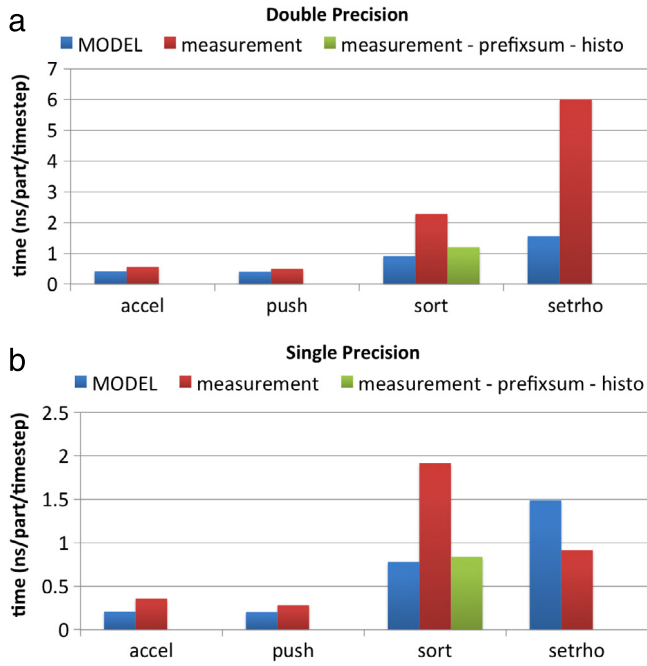 a
Double Precision
MODEL measurement measurement - prefixsum - histo
time (ns/part/timestep)
7
6
5
4
3
2
1
0
accel push sort setrho
b
Single Precision
MODEL measurement measurement - prefixsum - histo
time (ns/part/timestep)
2.5
2
1.5
1
0.5
0
accel push sort setrho